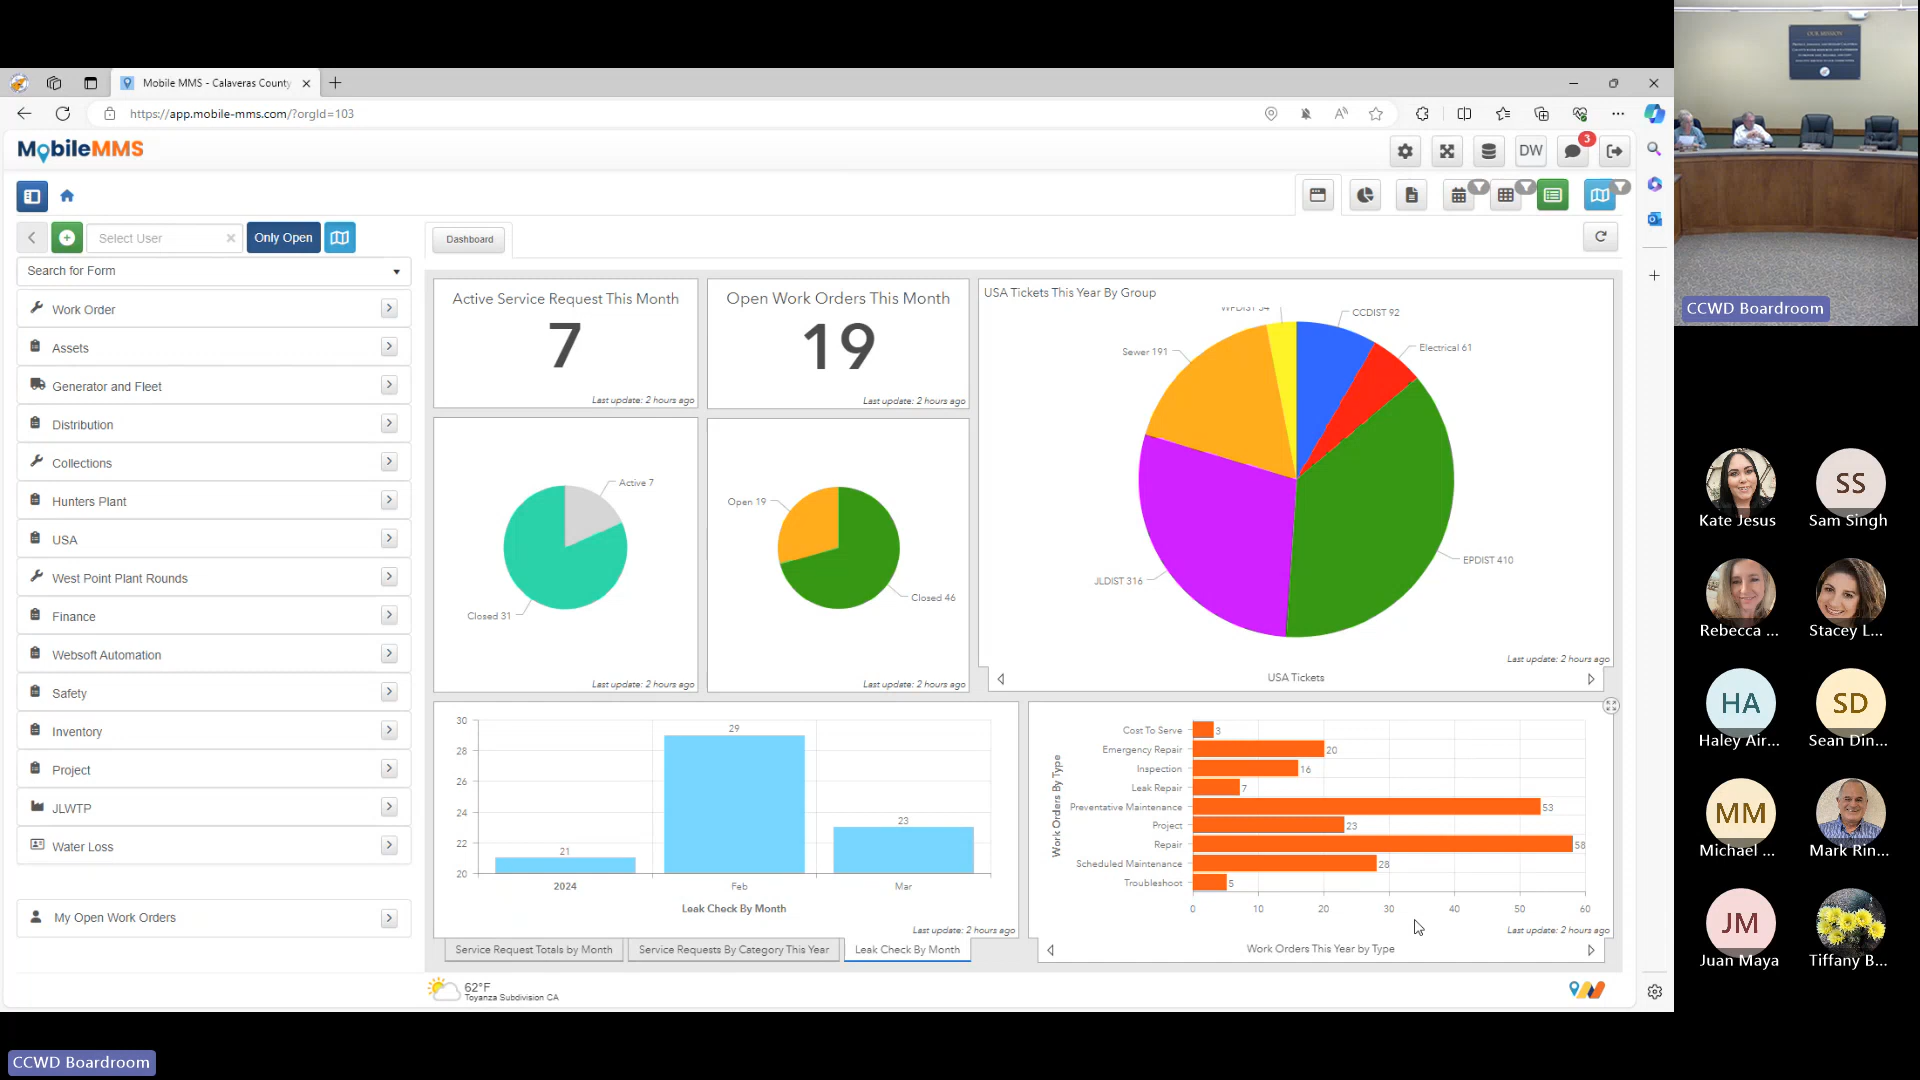 Mobile MMS - Calaveras County
https://app.mobile-mms.com/?orgId=103
MobileMMS
DW
3
Select User
Only Open
Search for Form
Work Order
Assets
Generator and Fleet
Distribution
Collections
Hunters Plant
USA
West Point Plant Rounds
Finance
Websoft Automation
Safety
Inventory
Project
JLWTP
Water Loss
My Open Work Orders
Dashboard
Active Service Request This Month
7
Last update: 2 hours ago
Open Work Orders This Month
19
Last update: 2 hours ago
USA Tickets This Year By Group
CCDIST 92
Electrical 61
Sewer 191
JLDIST 316
EPDIST 410
Last update: 2 hours ago
USA Tickets
Active 7
Closed 31
Last update: 2 hours ago
Open 19
Closed 46
Last update: 2 hours ago
30
28
26
24
22
20
21
29
23
2024
Feb
Mar
Leak Check By Month
Last update: 2 hours ago
Service Request Totals by Month
Service Requests By Category This Year
Leak Check By Month
Work Orders By Type
Cost To Serve 3
Emergency Repair 20
Inspection 16
Leak Repair 7
Preventative Maintenance 53
Project 23
Repair 58
Scheduled Maintenance 28
Troubleshoot 5
0 10 20 30 40 50 60
Last update: 2 hours ago
Work Orders This Year by Type
62°F
Toyanza Subdivision CA
OUR MISSION
CCWD Boardroom
Kate Jesus
SS
Sam Singh
Rebecca ...
Stacey L...
HA
Haley Air...
SD
Sean Din...
MM
Michael ...
Mark Rin...
JM
Juan Maya
Tiffany B...
CCWD Boardroom